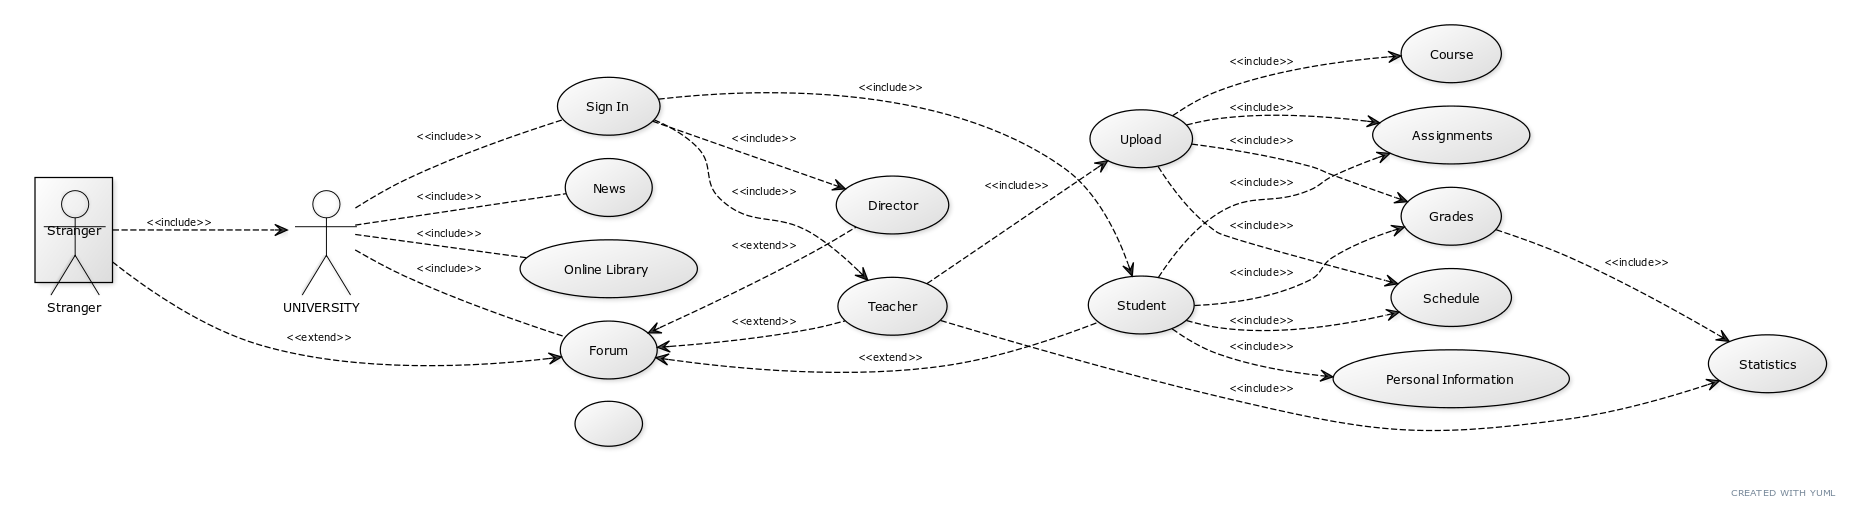 Stranger
Stranger
<<include>>
<<extend>>
UNIVERSITY
<<include>>
<<include>>
<<include>>
<<include>>
Sign In
News
Online Library
Forum
<<include>>
<<include>>
<<include>>
<<extend>>
<<extend>>
<<extend>>
Director
Teacher
<<include>>
Upload
Student
<<include>>
<<include>>
<<include>>
<<include>>
<<include>>
<<include>>
<<include>>
<<include>>
<<include>>
Course
Assignments
Grades
Schedule
Personal Information
<<include>>
Statistics
CREATED WITH YUML